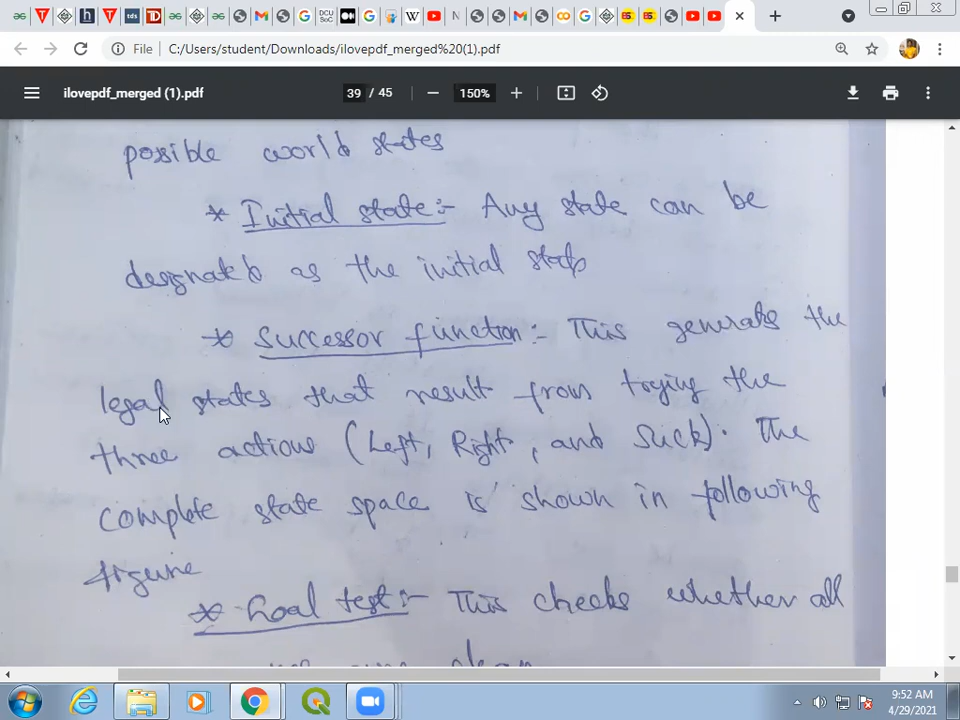 File
C:/Users/student/Downloads/ilovepdf_merged%20(1).pdf
ilovepdf_merged (1).pdf
39 / 45
150%
possible world states
* Initial state:- Any state can be
designated as the initial state
* Successor function:- This generates the
legal states that result from trying the
three actions (Left, Right, and Suck). The
complete state space is shown in following
figure
* Goal test:- This checks whether all
clean
9:52 AM
4/29/2021